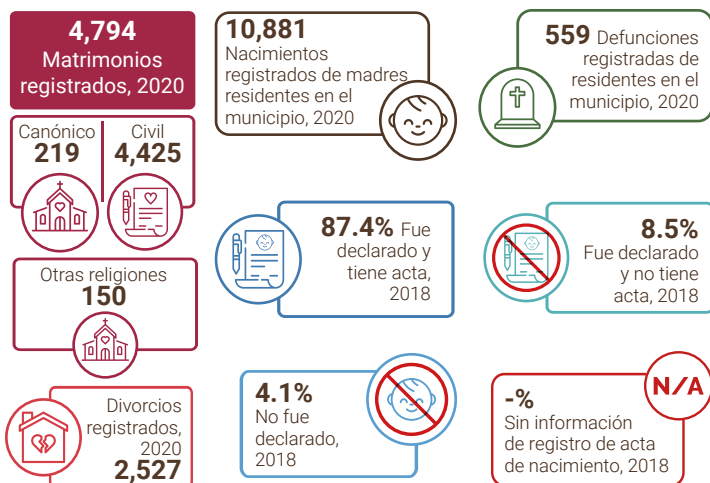 4,794
Matrimonios
registrados, 2020
Canónico
219
Civil
4,425
Otras religiones
150
Divorcios
registrados,
2020
2,527
10,881
Nacimientos
registrados de madres
residentes en el
municipio, 2020
559 Defunciones
registradas de
residentes en el
municipio, 2020
87.4% Fue
declarado y
tiene acta,
2018
8.5%
Fue declarado
y no tiene
acta, 2018
4.1%
No fue
declarado,
2018
N/A
-%
Sin información
de registro de acta
de nacimiento, 2018